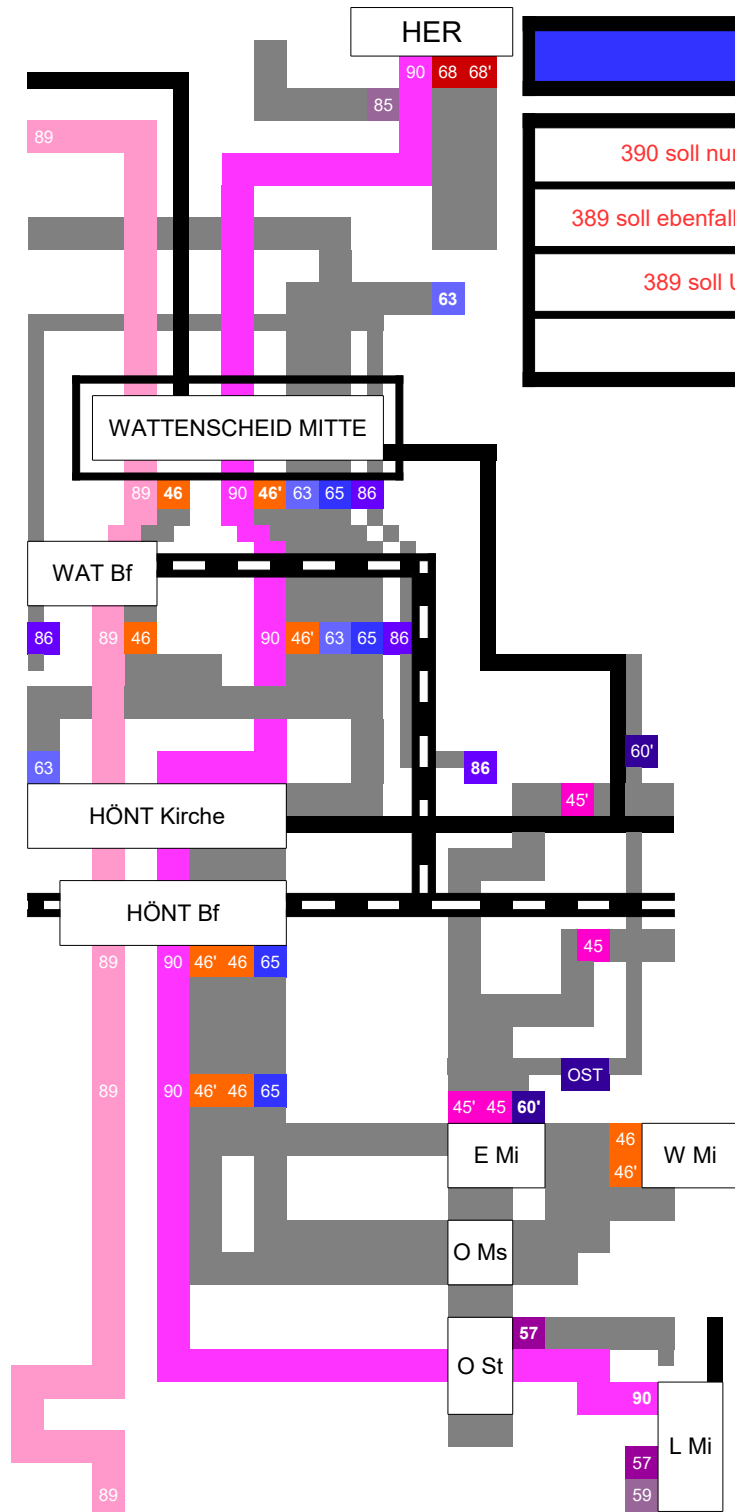 HER
90 68 68'
85
89
390 soll nur
389 soll ebenfall
389 soll U
63
WATTENSCHEID MITTE
89 46 90 46' 63 65 86
WAT Bf
86 89 46 90 46' 63 65 86
60'
63 86
45'
HÖNT Kirche
HÖNT Bf
89 90 46' 46 65 45
OST
89 90 46' 46 65
45' 45 60'
E Mi 46 W Mi
46'
O Ms
57
O St
90
L Mi
57
89 59